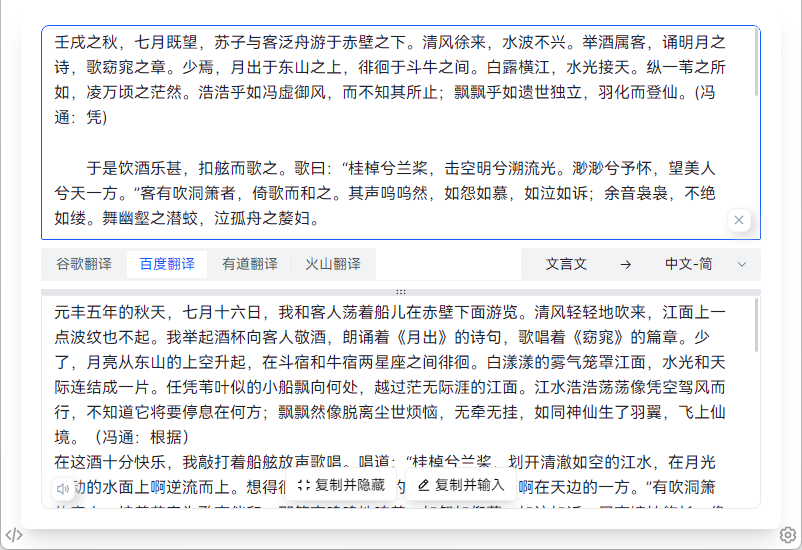 壬戌之秋，七月既望，苏子与客泛舟游于赤壁之下。清风徐来，水波不兴。举酒属客，诵明月之
诗，歌窈窕之章。少焉，月出于东山之上，徘徊于斗牛之间。白露横江，水光接天。纵一苇之所
如，凌万顷之茫然。浩浩乎如冯虚御风，而不知其所止；飘飘乎如遗世独立，羽化而登仙。(冯
通：凭)
于是饮酒乐甚，扣舷而歌之。歌曰：“桂棹兮兰桨，击空明兮溯流光。渺渺兮予怀，望美人
兮天一方。”客有吹洞箫者，倚歌而和之。其声呜呜然，如怨如慕，如泣如诉；余音袅袅，不绝
如缕。舞幽壑之潜蛟，泣孤舟之嫠妇。
谷歌翻译 百度翻译 有道翻译 火山翻译 文言文 → 中文-简
元丰五年的秋天，七月十六日，我和客人荡着船儿在赤壁下面游览。清风轻轻地吹来，江面上一
点波纹也不起。我举起酒杯向客人敬酒，朗诵着《月出》的诗句，歌唱着《窈窕》的篇章。少
了，月亮从东山的上空升起，在斗宿和牛宿两星座之间徘徊。白漾漾的雾气笼罩江面，水光和天
际连结成一片。任凭苇叶似的小船飘向何处，越过茫无际涯的江面。江水浩浩荡荡像凭空驾风而
行，不知道它将要停息在何方；飘飘然像脱离尘世烦恼，无牵无挂，如同神仙生了羽翼，飞上仙
境。（冯通：根据）
在这酒十分快乐，我敲打着船舷放声歌唱。唱道：“桂棹兮兰桨，划开清澈如空的江水，在月光
动的水面上啊逆流而上。想得很 的 啊在天边的一方。”有吹洞箫
复制并隐藏 复制并输入